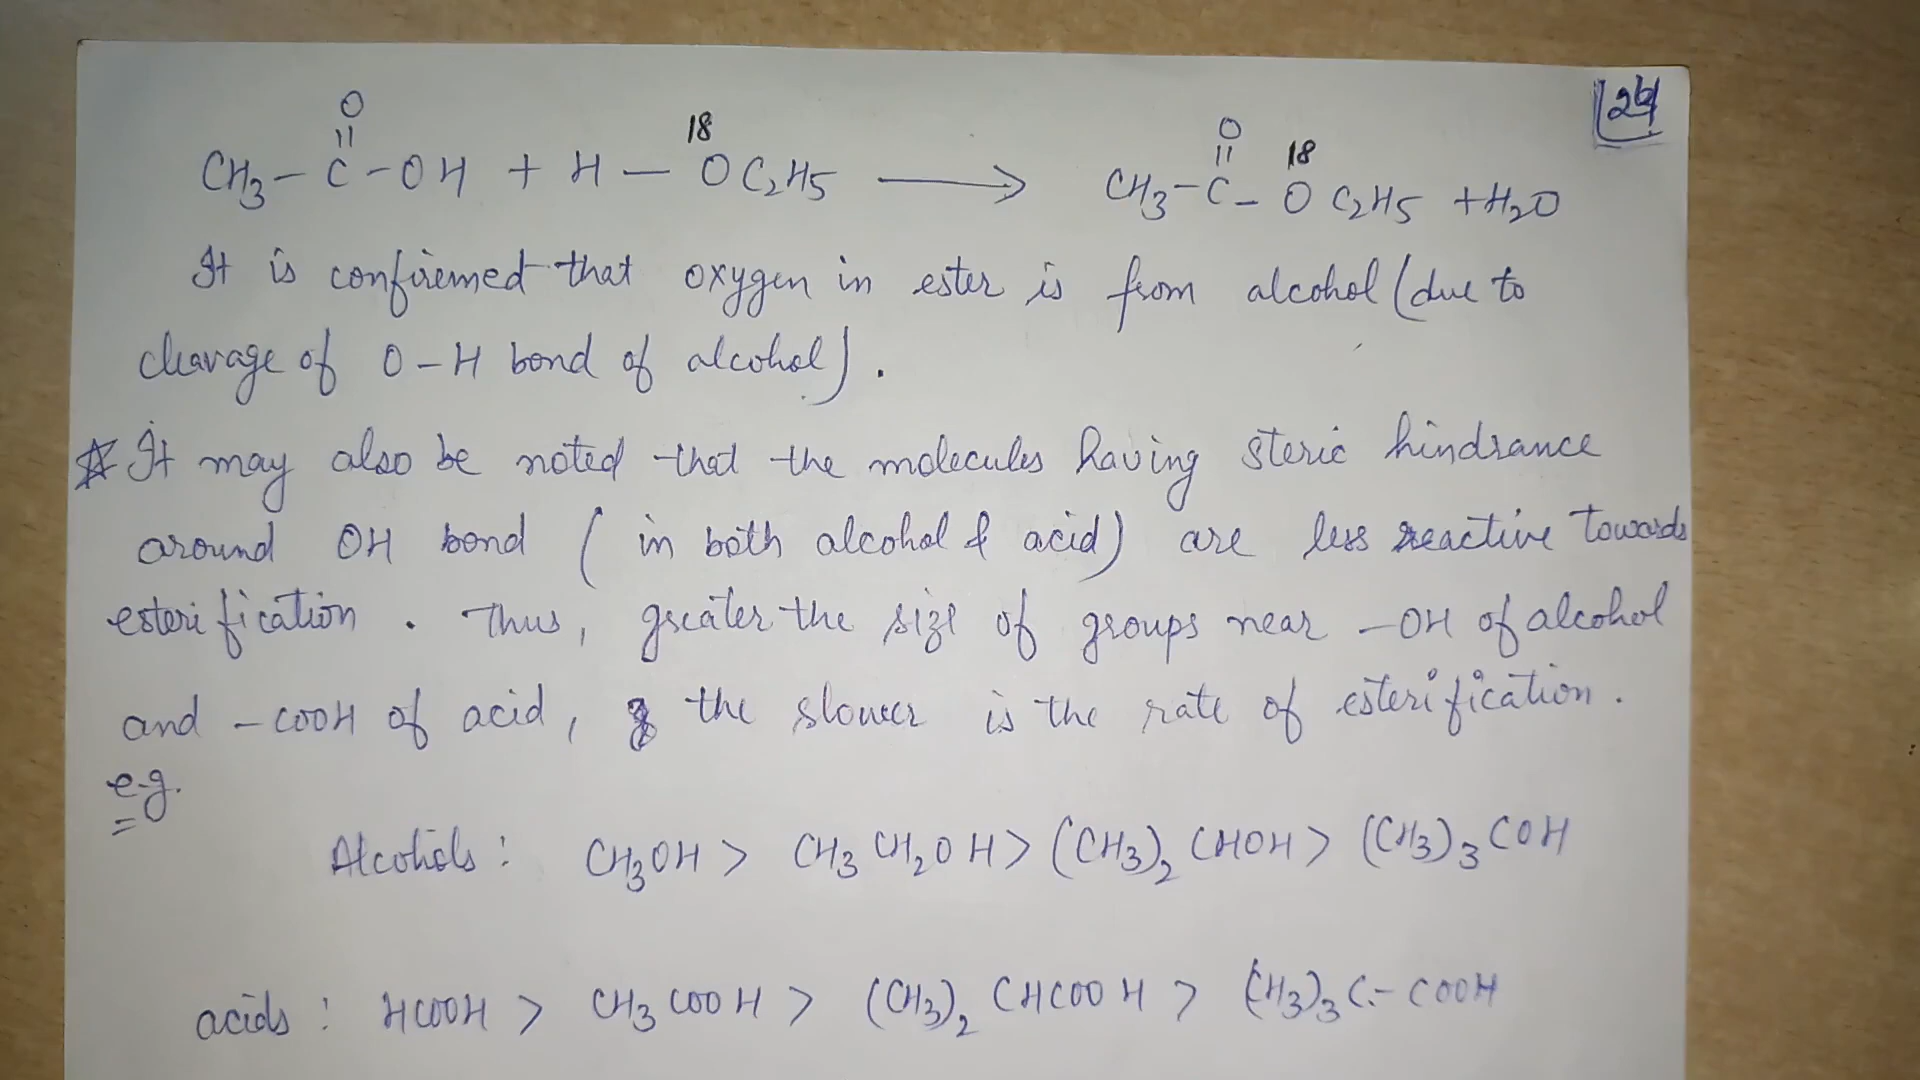 26
O 18 O 18
CH3 - C - OH + H - OC2H5 → CH3 - C - O C2H5 + H2O
It is confiremed that oxygen in ester is from alcohol (due to
cleavage of O-H bond of alcohol).
☆ It may also be noted that the molecules having steric hindrance
around OH bond ( in both alcohol & acid) are less reactive towards
esterification . Thus, greater the size of groups near -OH of alcohol
and -COOH of acid, the slower is the rate of esterification.
e.g.
Alcohols : CH3OH > CH3 CH2OH > (CH3)2 CHOH > (CH3)3 COH
acids : HCOOH > CH3 COOH > (CH3)2 CHCOOH > (CH3)3 C-COOH